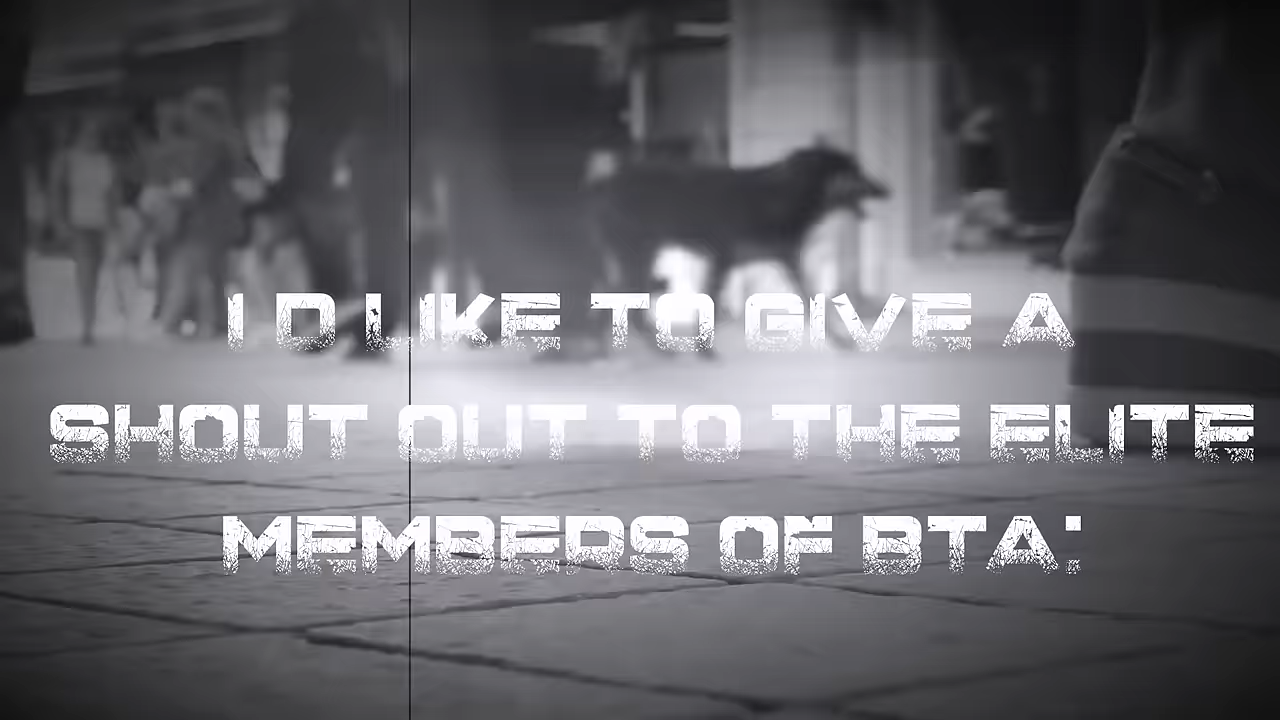 I D LIKE TO GIVE A
SHOUT OUT TO THE ELITE
MEMBERS OF BTA: